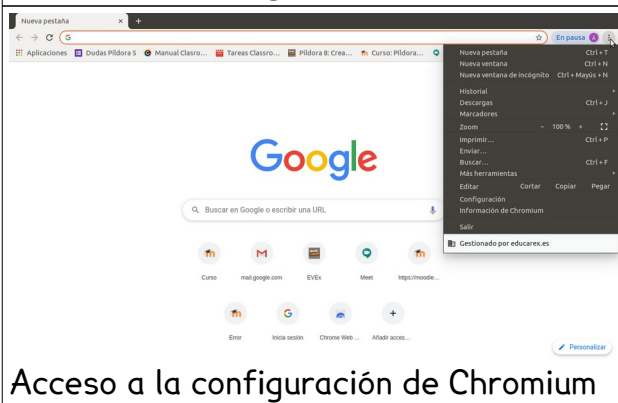 Nueva pestaña × +
G En pausa A
Aplicaciones Dudas Píldora 5 Manual Clasro... Tareas Classro... Píldora 8: Crea... Curso: Píldora...
Nueva pestaña Ctrl + T
Nueva ventana Ctrl + N
Nueva ventana de incógnito Ctrl + Mayús + N
Historial
Descargas Ctrl + J
Marcadores
Zoom - 100 % +
Imprimir... Ctrl + P
Enviar...
Buscar... Ctrl + F
Más herramientas
Editar Cortar Copiar Pegar
Configuración
Información de Chromium
Salir
Gestionado por educarex.es
Google
Buscar en Google o escribir una URL
Curso mail.google.com EVEx Meet https://moodle...
Error Inicia sesión Chrome Web ... Añadir acces...
Personalizar
Acceso a la configuración de Chromium